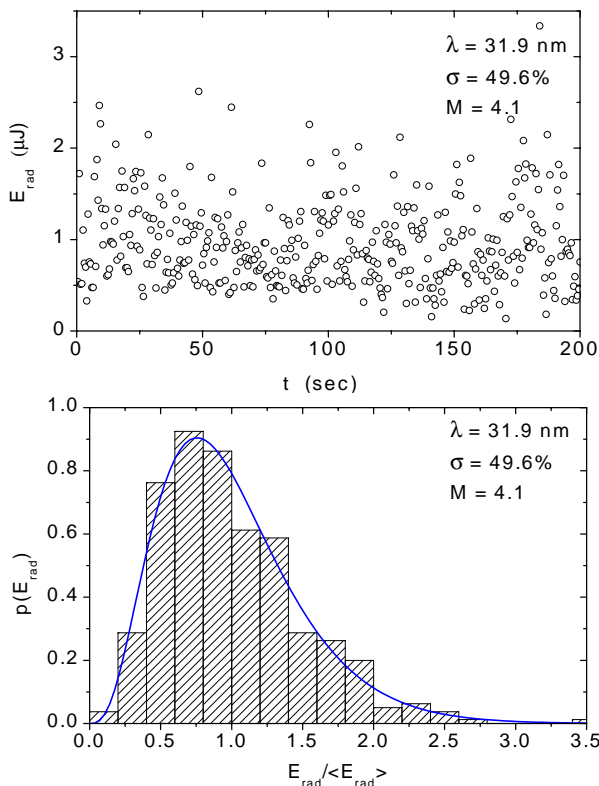 3
2
1
0
E_rad (μJ)
λ = 31.9 nm
σ = 49.6%
M = 4.1
0 50 100 150 200
t (sec)
1.0
0.8
0.6
0.4
0.2
0.0
p(E_rad)
λ = 31.9 nm
σ = 49.6%
M = 4.1
0.0 0.5 1.0 1.5 2.0 2.5 3.0 3.5
E_rad/<E_rad>